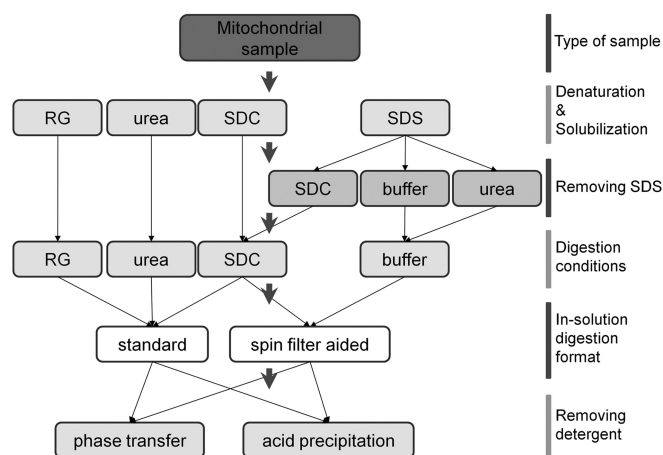 Mitochondrial
sample
Type of sample
RG
urea
SDC
SDS
Denaturation
&
Solubilization
SDC
buffer
urea
Removing SDS
RG
urea
SDC
buffer
Digestion
conditions
standard
spin filter aided
In-solution
digestion
format
phase transfer
acid precipitation
Removing
detergent